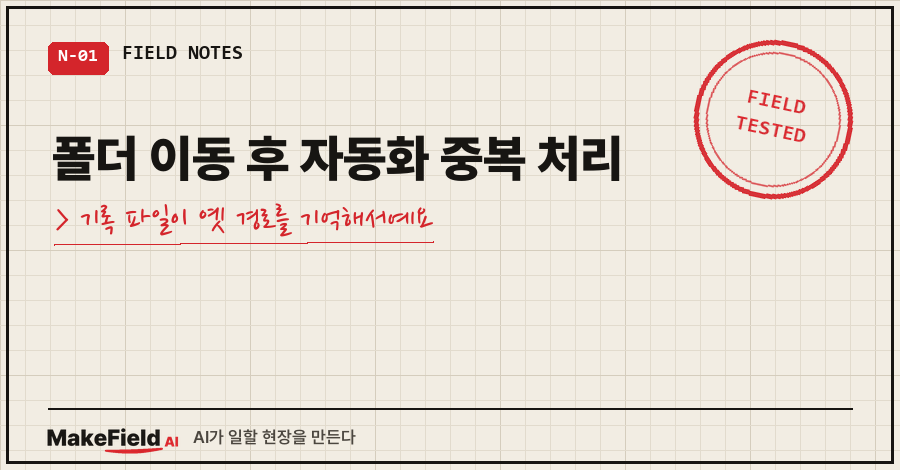 N-01 FIELD NOTES
FIELD
TESTED
폴더 이동 후 자동화 중복 처리
> 기록 파일이 옛 경로를 기억해서예요
MakeField AI AI가 일할 현장을 만든다